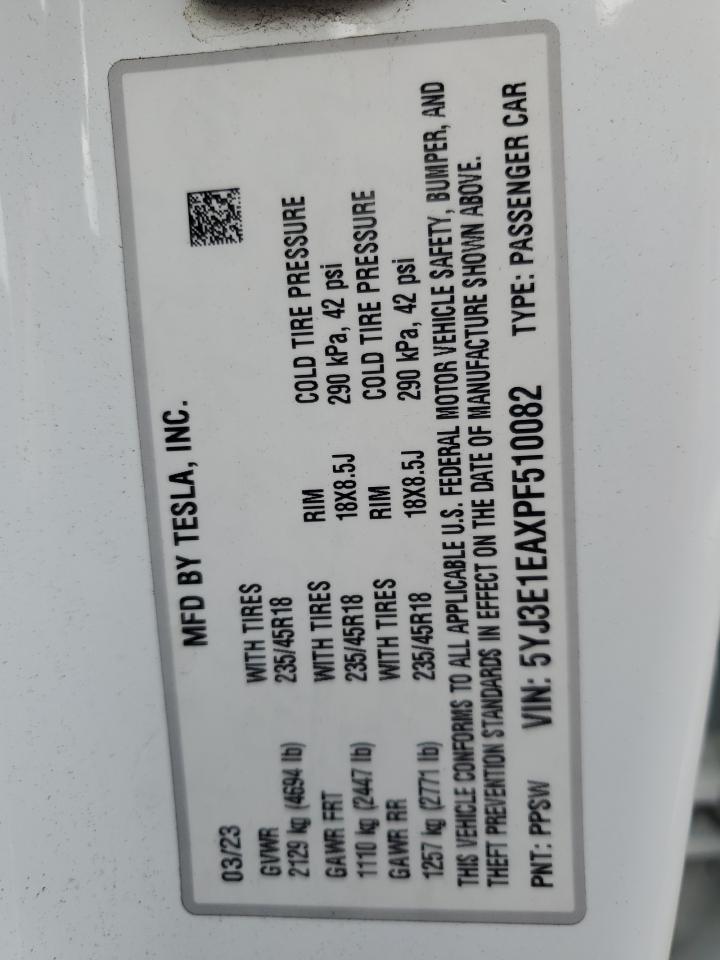 MFD BY TESLA, INC.
03/23
GVWR WITH TIRES
2129 kg (4694 lb) 235/45R18
GAWR FRT WITH TIRES RIM COLD TIRE PRESSURE
1110 kg (2447 lb) 235/45R18 18X8.5J 290 kPa, 42 psi
GAWR RR WITH TIRES RIM COLD TIRE PRESSURE
1257 kg (2771 lb) 235/45R18 18X8.5J 290 kPa, 42 psi
THIS VEHICLE CONFORMS TO ALL APPLICABLE U.S. FEDERAL MOTOR VEHICLE SAFETY, BUMPER, AND
THEFT PREVENTION STANDARDS IN EFFECT ON THE DATE OF MANUFACTURE SHOWN ABOVE.
PNT: PPSW VIN: 5YJ3E1EAXPF510082 TYPE: PASSENGER CAR